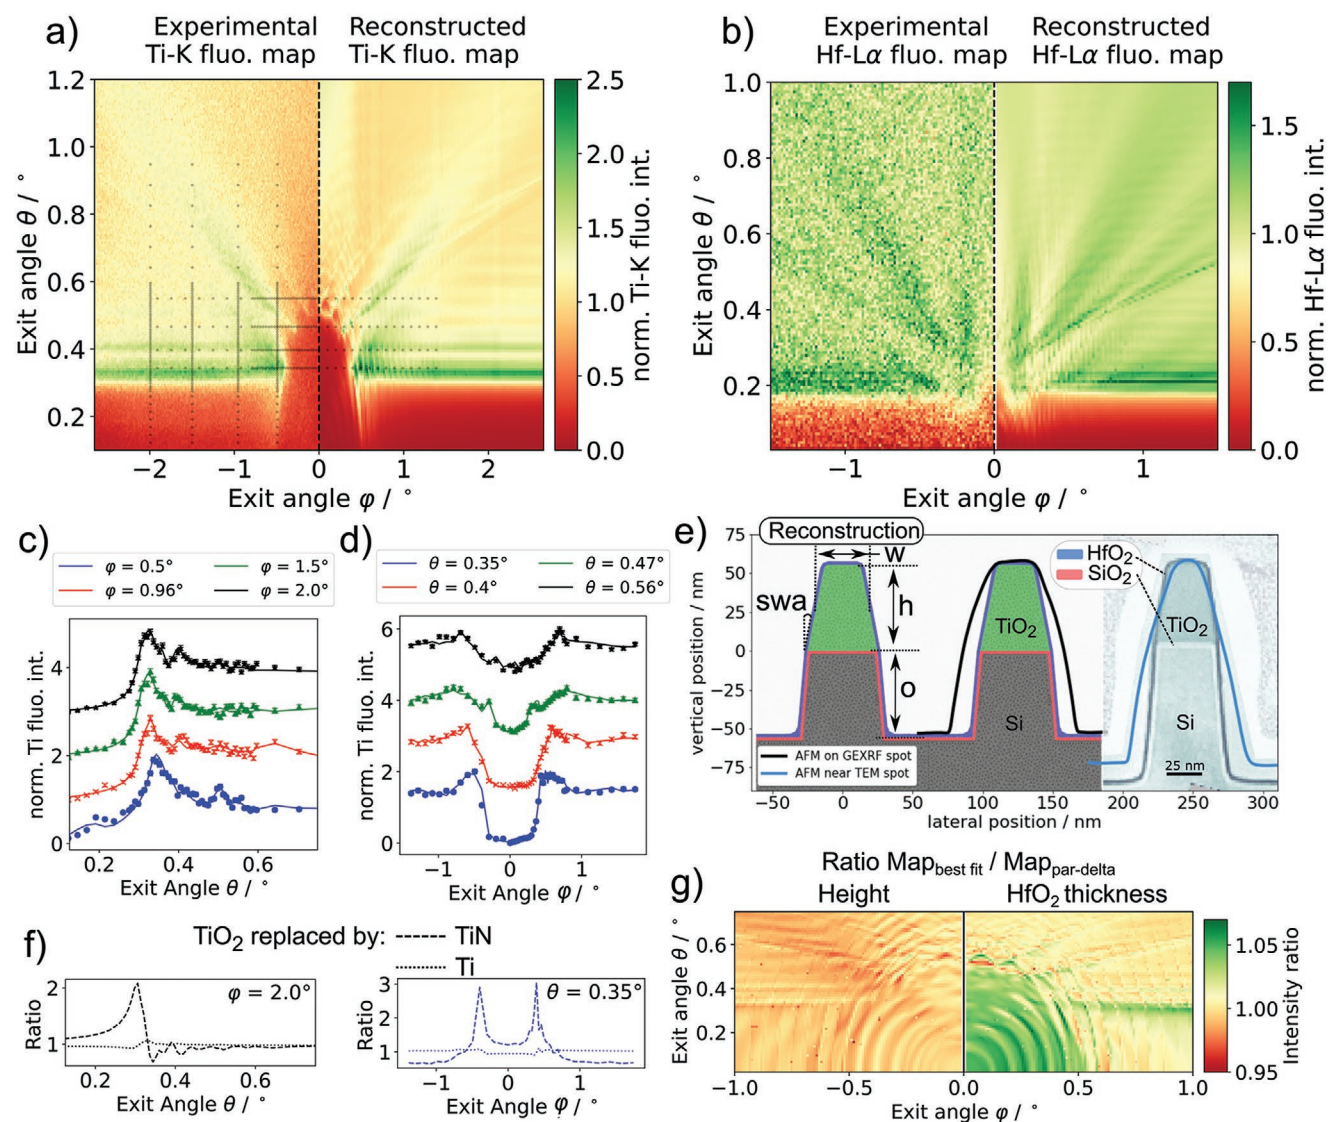 a)
Experimental
Ti-K fluo. map
Reconstructed
Ti-K fluo. map
1.2
1.0
0.8
0.6
0.4
0.2
Exit angle θ / °
−2
−1
0
1
2
Exit angle φ / °
2.5
2.0
1.5
1.0
0.5
0.0
norm. Ti-K fluo. int.
b)
Experimental
Hf-Lα fluo. map
Reconstructed
Hf-Lα fluo. map
1.0
0.8
0.6
0.4
0.2
Exit angle θ / °
−1
0
1
Exit angle φ / °
1.5
1.0
0.5
0.0
norm. Hf-Lα fluo. int.
c)
φ = 0.5°
φ = 1.5°
φ = 0.96°
φ = 2.0°
4
2
0
norm. Ti fluo. int.
0.2
0.4
0.6
Exit Angle θ / °
d)
θ = 0.35°
θ = 0.47°
θ = 0.4°
θ = 0.56°
6
4
2
0
norm. Ti fluo. int.
−1
0
1
Exit Angle φ / °
e)
Reconstruction
w
swa
h
o
TiO2
Si
HfO2
SiO2
TiO2
Si
25 nm
AFM on GEXRF spot
AFM near TEM spot
75
50
25
0
−25
−50
−75
vertical position / nm
−50
0
50
100
150
200
250
300
lateral position / nm
f)
TiO2 replaced by:
TiN
Ti
φ = 2.0°
2
1
Ratio
0.2
0.4
0.6
Exit Angle θ / °
θ = 0.35°
3
2
1
Ratio
−1
0
1
Exit Angle φ / °
g)
Ratio Mapbest fit / Mappar-delta
Height
HfO2 thickness
0.6
0.4
0.2
Exit angle θ / °
−1.0
−0.5
0.0
0.5
1.0
Exit angle φ / °
1.05
1.00
0.95
Intensity ratio